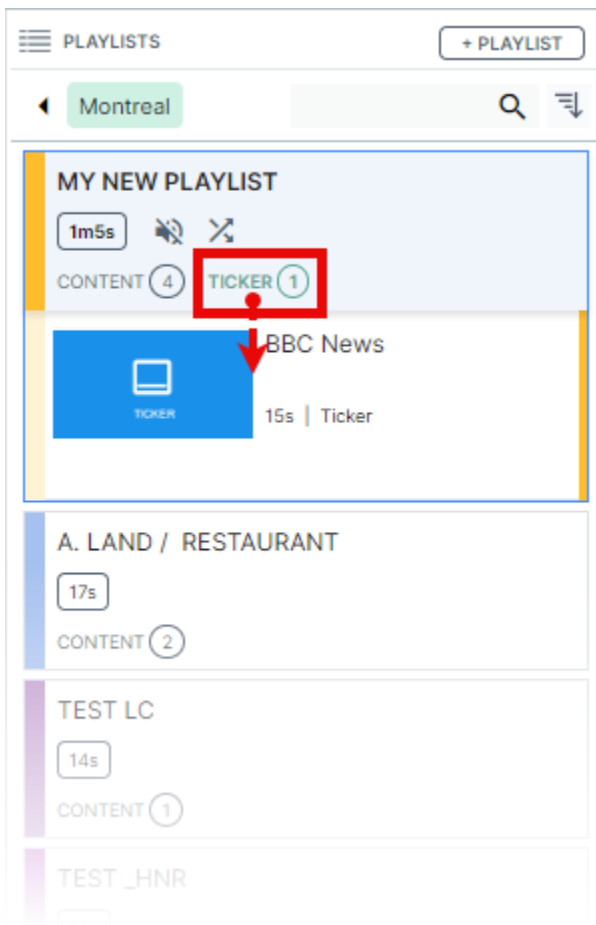 PLAYLISTS
+ PLAYLIST
Montreal
MY NEW PLAYLIST
1m5s
CONTENT 4 TICKER 1
BBC News
TICKER
15s | Ticker
A. LAND / RESTAURANT
17s
CONTENT 2
TEST LC
14s
CONTENT 1
TEST _HNR